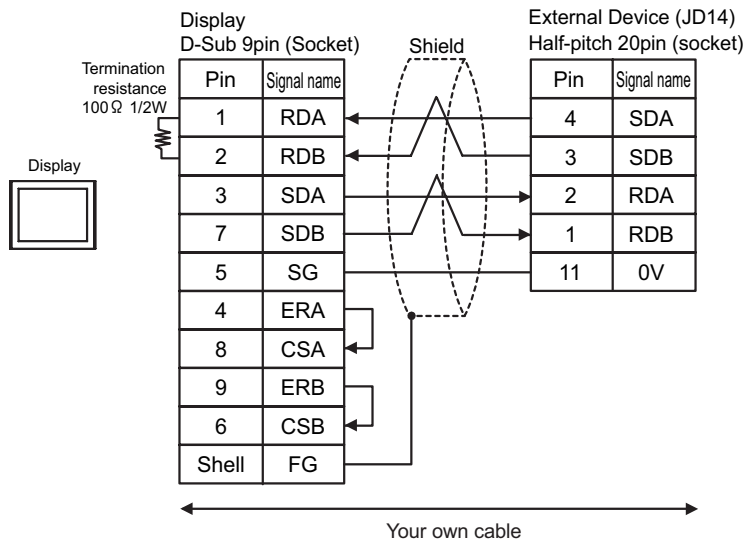 Display
D-Sub 9pin (Socket)
Shield
External Device (JD14)
Half-pitch 20pin (socket)
Termination
resistance
100Ω 1/2W
Display
Pin Signal name
1 RDA
2 RDB
3 SDA
7 SDB
5 SG
4 ERA
8 CSA
9 ERB
6 CSB
Shell FG
Pin Signal name
4 SDA
3 SDB
2 RDA
1 RDB
11 0V
Your own cable